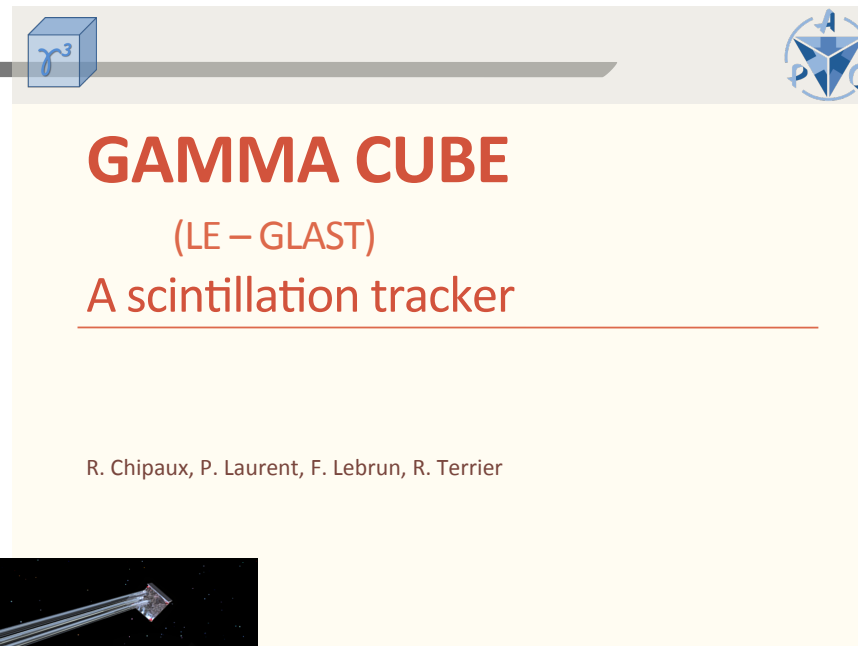 γ³
A
P C
GAMMA CUBE
(LE – GLAST)
A scintillation tracker
R. Chipaux, P. Laurent, F. Lebrun, R. Terrier